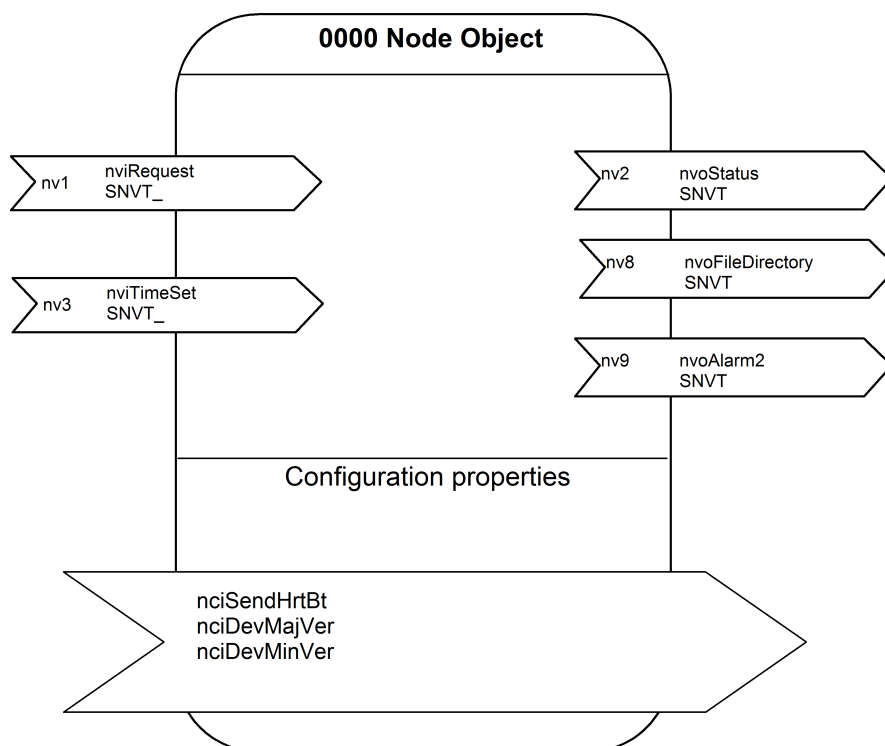 0000 Node Object
nv1
nviRequest
SNVT_
nv2
nvoStatus
SNVT
nv8
nvoFileDirectory
SNVT
nv3
nviTimeSet
SNVT_
nv9
nvoAlarm2
SNVT
Configuration properties
nciSendHrtBt
nciDevMajVer
nciDevMinVer